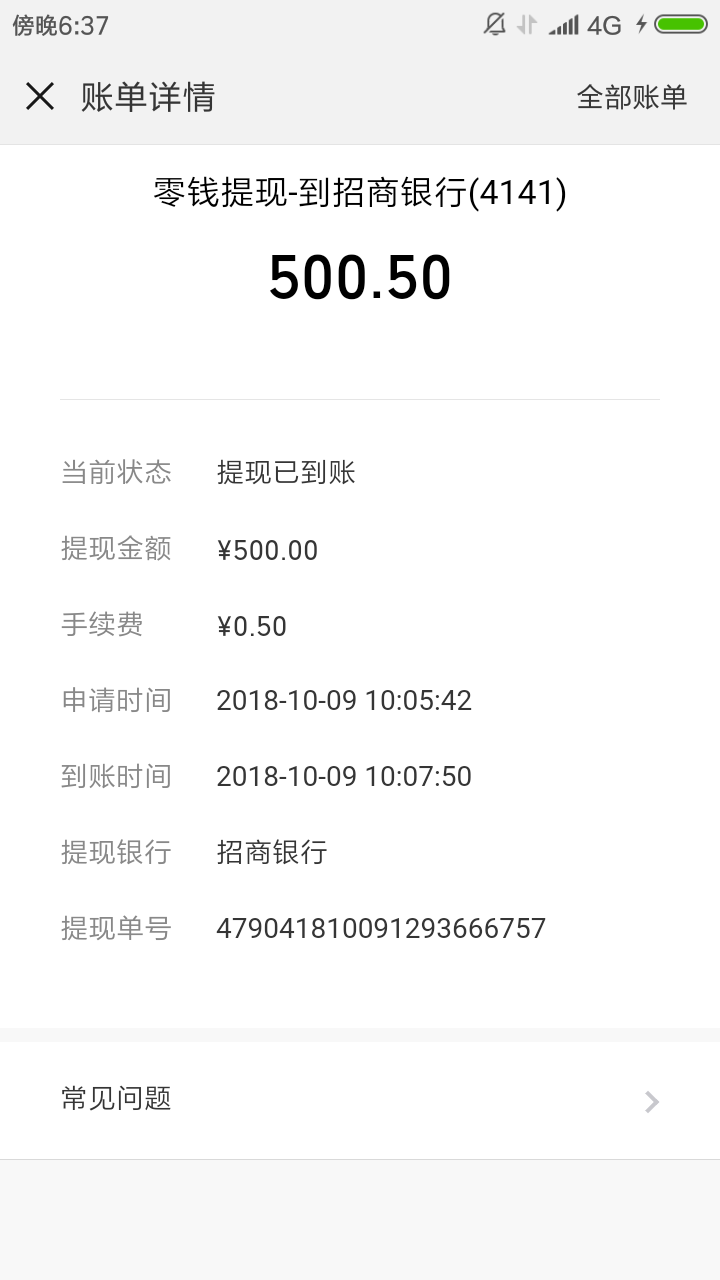 傍晚6:37 4G
账单详情 全部账单
零钱提现-到招商银行(4141)
500.50
当前状态 提现已到账
提现金额 ¥500.00
手续费 ¥0.50
申请时间 2018-10-09 10:05:42
到账时间 2018-10-09 10:07:50
提现银行 招商银行
提现单号 479041810091293666757
常见问题